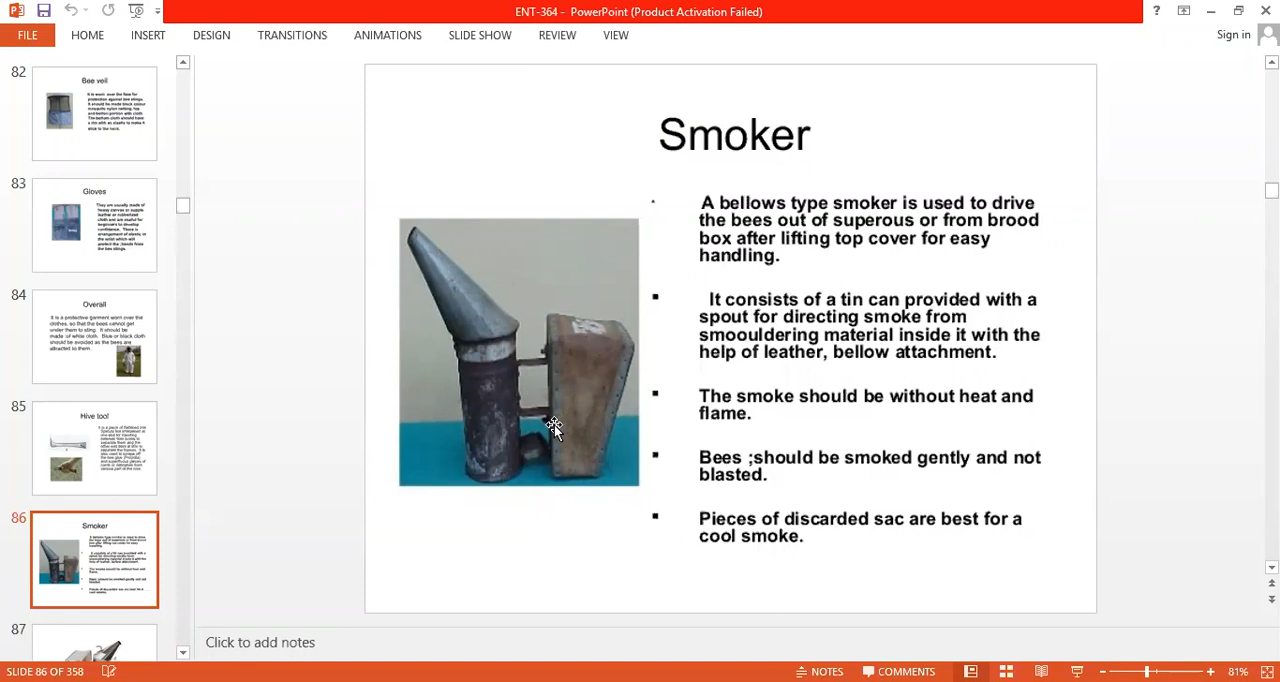 ENT-364 - PowerPoint (Product Activation Failed)
?
FILE HOME INSERT DESIGN TRANSITIONS ANIMATIONS SLIDE SHOW REVIEW VIEW
Sign in
82
Bee veil
83
Gloves
84
Overall
It is a protective garment worn over the
clothes, so that the bees cannot get
under them to sting. It should be
made of white cloth. Blue or black cloth
should be avoided as the bees are
attracted to them.
85
Hive tool
86
Smoker
87
Smoker
A bellows type smoker is used to drive
the bees out of superous or from brood
box after lifting top cover for easy
handling.
It consists of a tin can provided with a
spout for directing smoke from
smoouldering material inside it with the
help of leather, bellow attachment.
The smoke should be without heat and
flame.
Bees ;should be smoked gently and not
blasted.
Pieces of discarded sac are best for a
cool smoke.
Click to add notes
SLIDE 86 OF 358
NOTES COMMENTS
81%